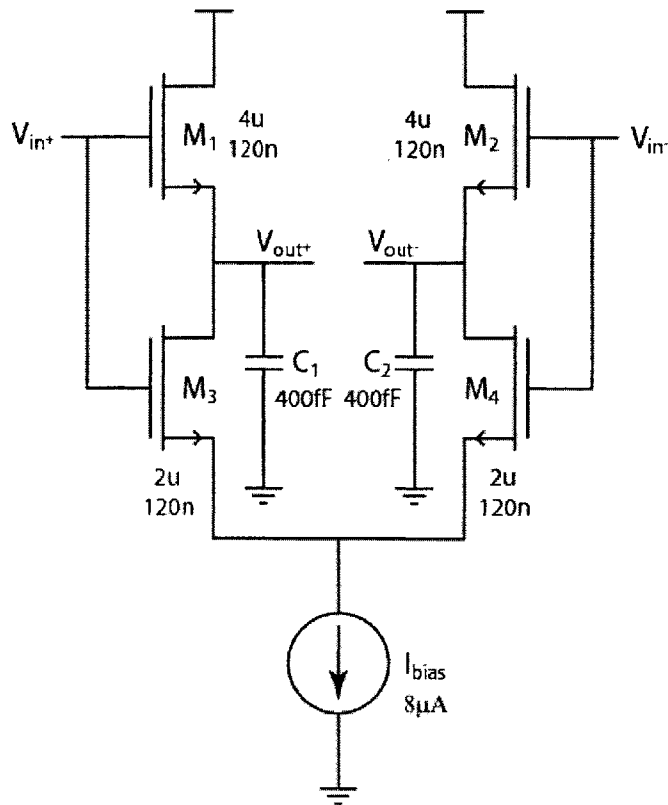 Vin+
M1
4u
120n
4u
120n
M2
Vin-
Vout+
Vout-
M3
C1
400fF
C2
400fF
M4
2u
120n
2u
120n
Ibias
8µA